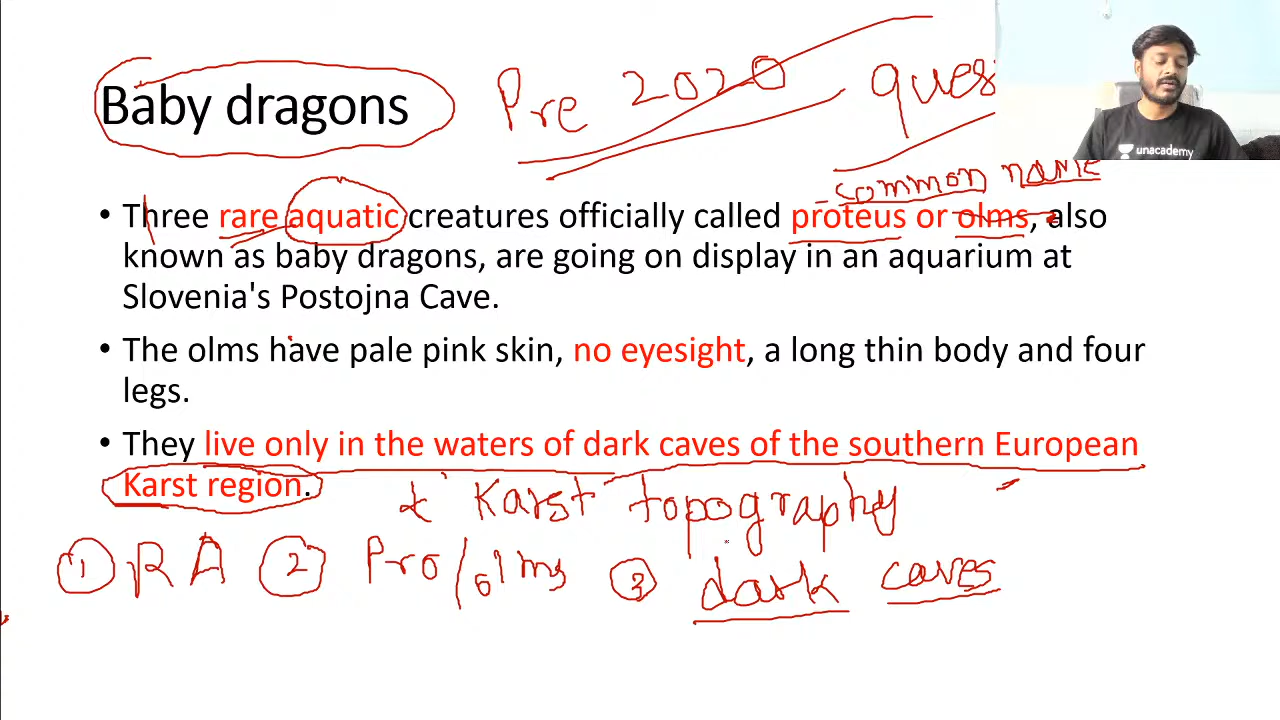 Baby dragons Pre 2020 ques
unacademy
common name
• Three rare aquatic creatures officially called proteus or olms, also
known as baby dragons, are going on display in an aquarium at
Slovenia's Postojna Cave.
• The olms have pale pink skin, no eyesight, a long thin body and four
legs.
• They live only in the waters of dark caves of the southern European
Karst region.
Karst topography
1 RA 2 Pro/olms 3 dark caves